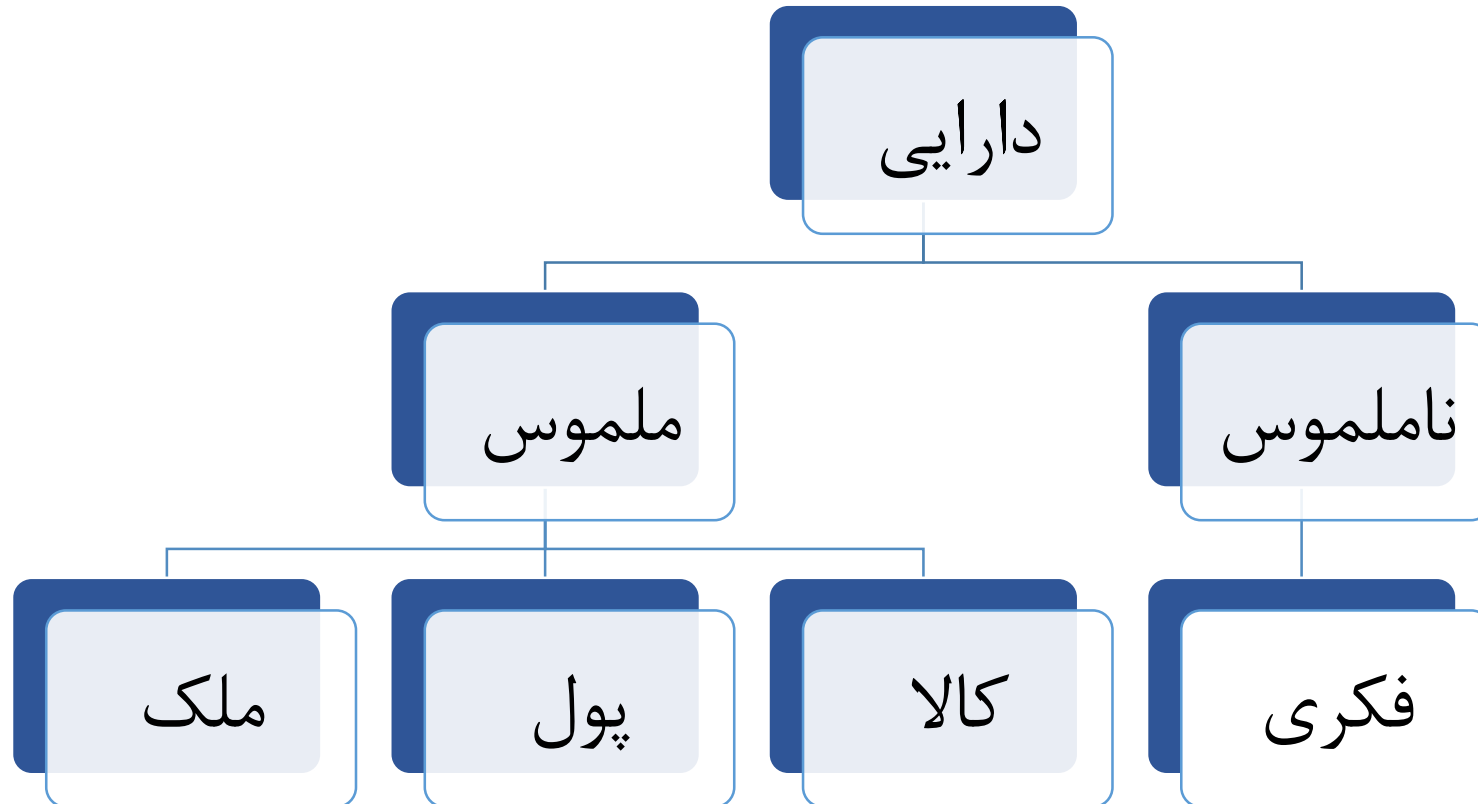 دارایی
ناملموس
ملموس
فکری
کالا
پول
ملک